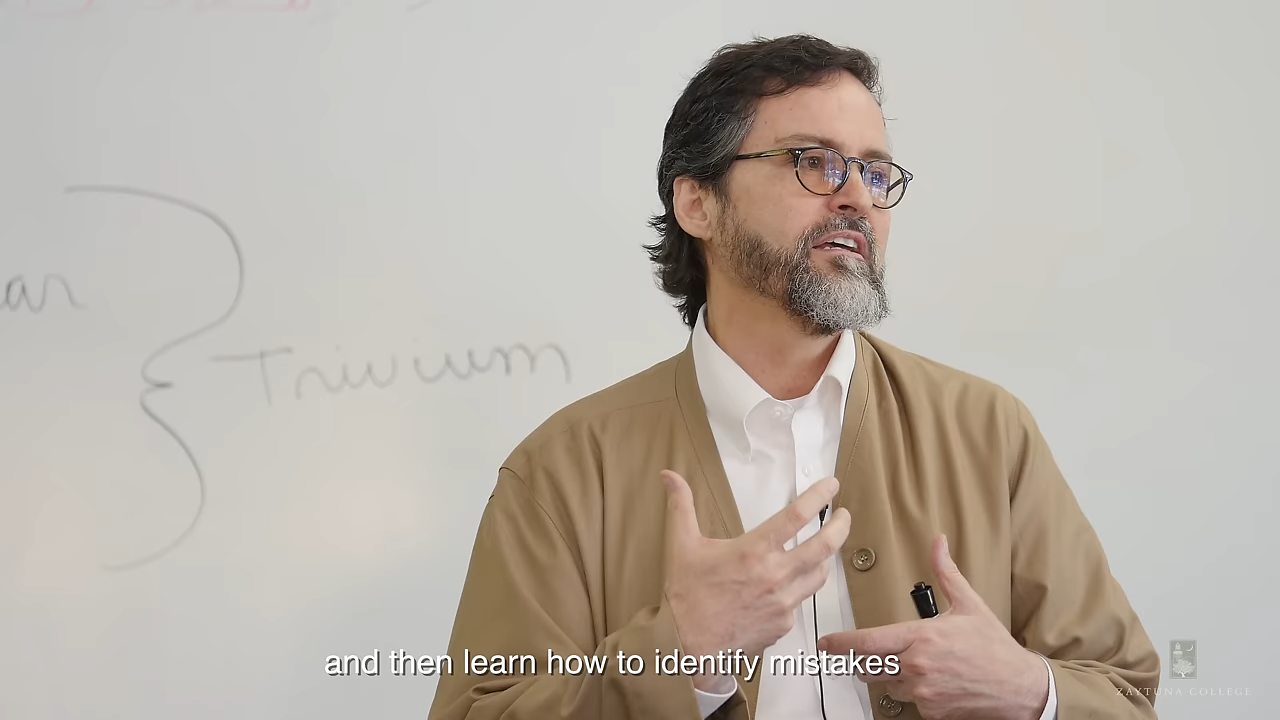 ar
Trivium
and then learn how to identify mistakes
ZAYTUNA COLLEGE